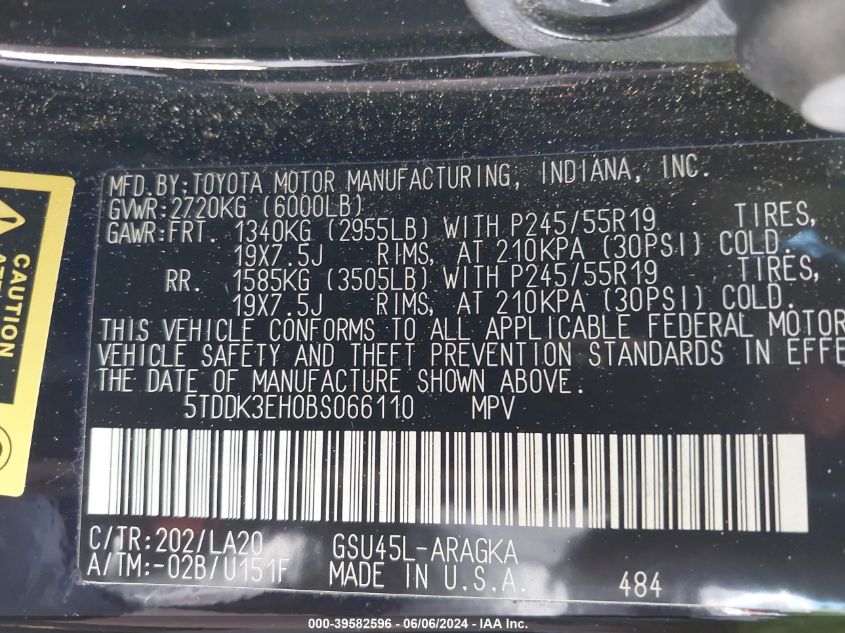 MFD.BY:TOYOTA MOTOR MANUFACTURING, INDIANA, INC.
GVWR:2720KG (6000LB)
GAWR:FRT. 1340KG (2955LB) WITH P245/55R19 TIRES,
19X7.5J RIMS, AT 210KPA (30PSI) COLD.
RR. 1585KG (3505LB) WITH P245/55R19 TIRES,
19X7.5J RIMS, AT 210KPA (30PSI) COLD.
THIS VEHICLE CONFORMS TO ALL APPLICABLE FEDERAL MOTOR
VEHICLE SAFETY AND THEFT PREVENTION STANDARDS IN EFFE
THE DATE OF MANUFACTURE SHOWN ABOVE.
5TDDK3EH0BS066110 MPV
C/TR:202/LA20 GSU45L-ARAGKA
A/TM:-02B/U151F MADE IN U.S.A. 484
CAUTION
000-39582596 - 06/06/2024 - IAA Inc.